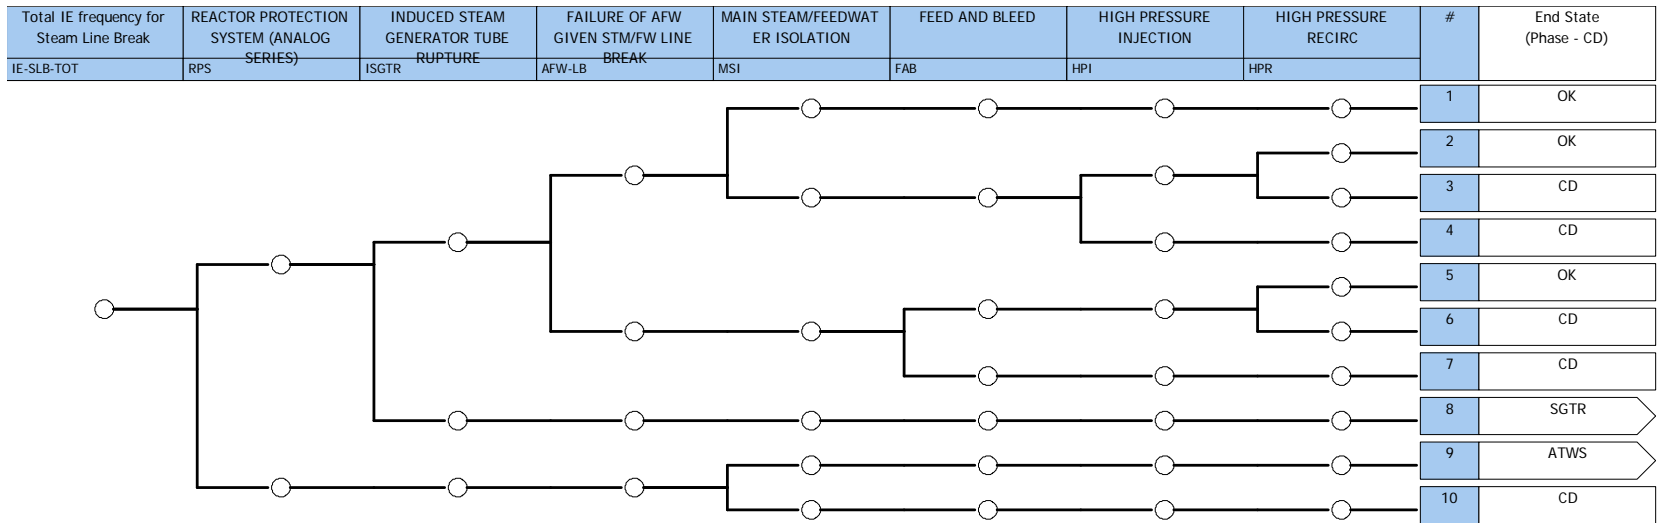 Total IE frequency for
Steam Line Break
IE-SLB-TOT
REACTOR PROTECTION
SYSTEM (ANALOG
SERIES)
RPS
INDUCED STEAM
GENERATOR TUBE
RUPTURE
ISGTR
FAILURE OF AFW
GIVEN STM/FW LINE
BREAK
AFW-LB
MAIN STEAM/FEEDWAT
ER ISOLATION
MSI
FEED AND BLEED
FAB
HIGH PRESSURE
INJECTION
HPI
HIGH PRESSURE
RECIRC
HPR
#
End State
(Phase - CD)
1 OK
2 OK
3 CD
4 CD
5 OK
6 CD
7 CD
8 SGTR
9 ATWS
10 CD